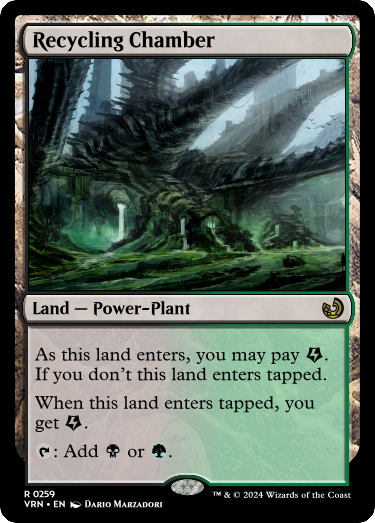 Recycling Chamber
Land — Power-Plant
As this land enters, you may pay .
If you don't this land enters tapped.
When this land enters tapped, you
get .
: Add or .
R 0259
VRN • EN Dario Marzadori
™ & © 2024 Wizards of the Coast